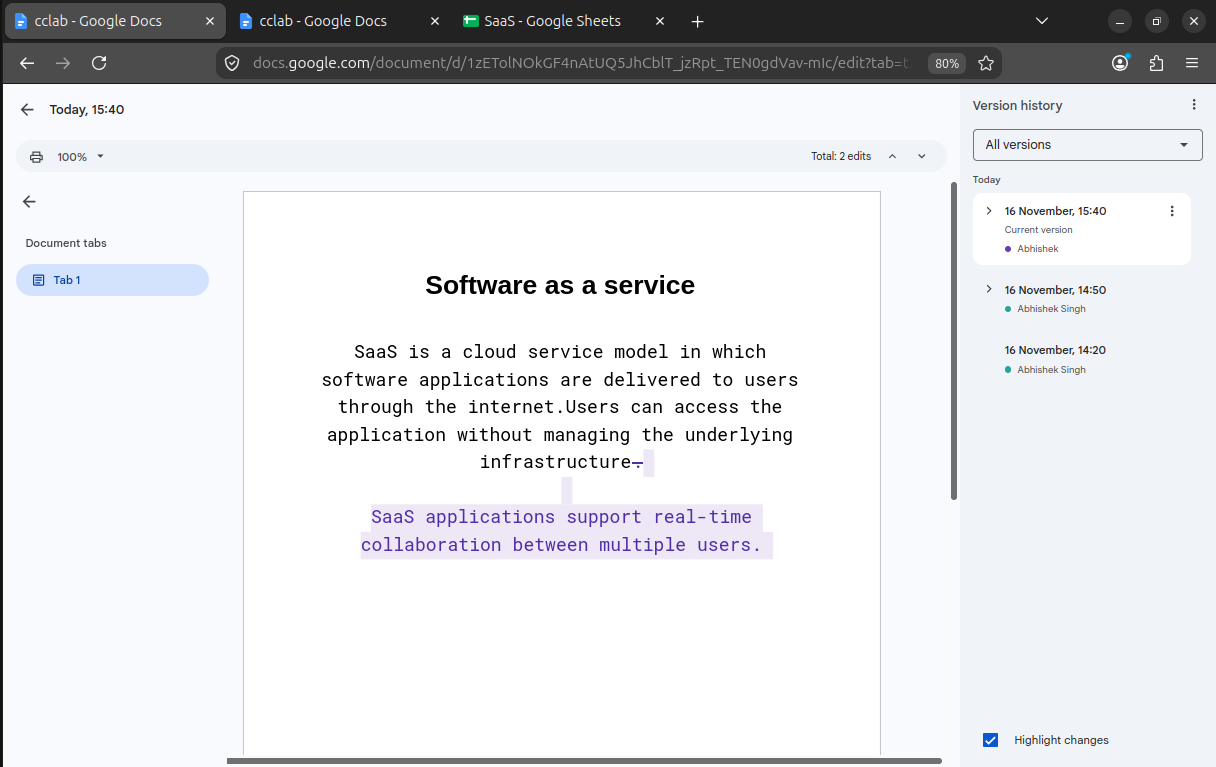 cclab - Google Docs
cclab - Google Docs
SaaS - Google Sheets
docs.google.com/document/d/1zETolNOkGF4nAtUQ5JhCblT_jzRpt_TEN0gdVav-mIc/edit?tab=t
80%
Today, 15:40
100%
Total: 2 edits
Document tabs
Tab 1
Software as a service
SaaS is a cloud service model in which
software applications are delivered to users
through the internet.Users can access the
application without managing the underlying
infrastructure.
SaaS applications support real-time
collaboration between multiple users.
Version history
All versions
Today
16 November, 15:40
Current version
Abhishek
16 November, 14:50
Abhishek Singh
16 November, 14:20
Abhishek Singh
Highlight changes